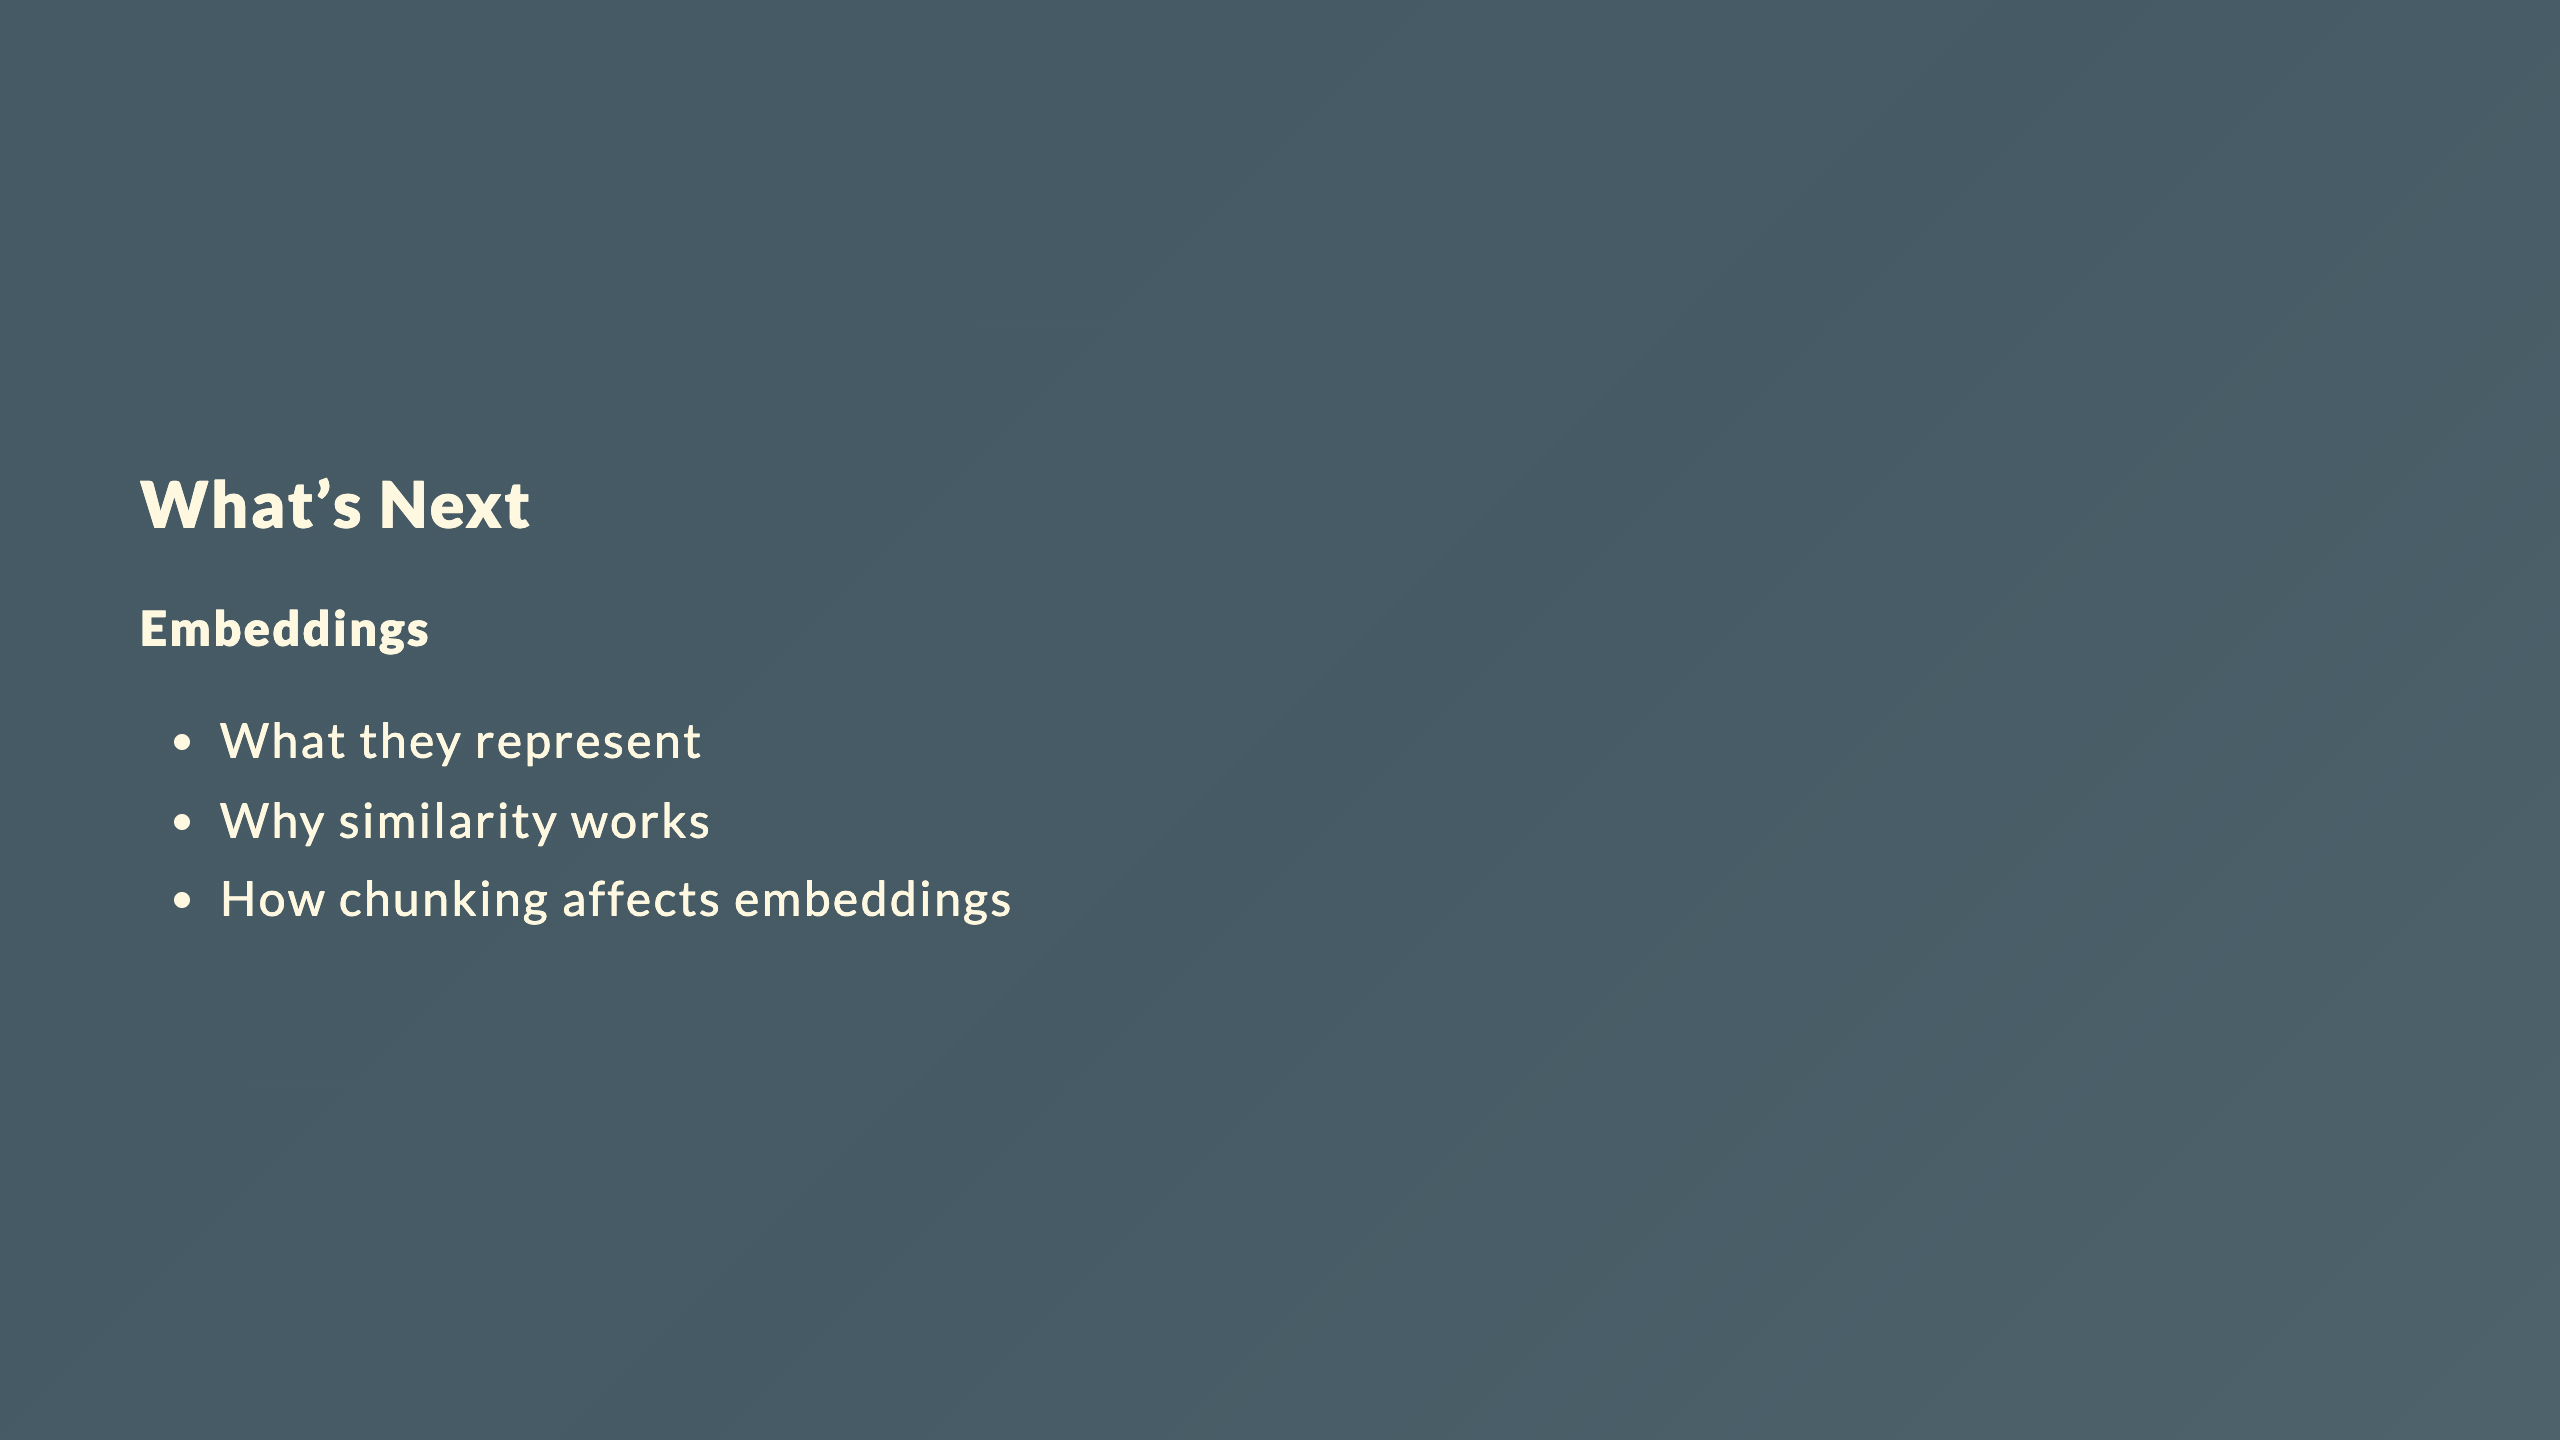 What’s Next
Embeddings
• What they represent
• Why similarity works
• How chunking affects embeddings